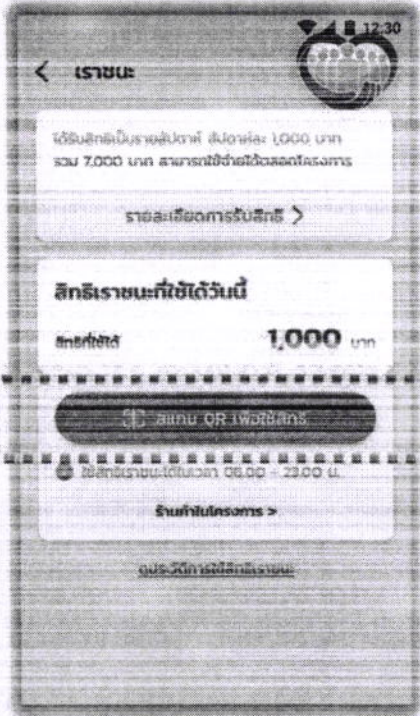 12:30
< เราชนะ
ได้รับสิทธิเป็นรายสัปดาห์ สัปดาห์ละ 1,000 บาท
รวม 7,000 บาท สามารถใช้จ่ายได้ตลอดโครงการ
รายละเอียดการรับสิทธิ >
สิทธิเราชนะที่ใช้ได้วันนี้
สิทธิที่ใช้ได้ 1,000 บาท
สแกน QR เพื่อใช้สิทธิ
ใช้สิทธิเราชนะได้ในเวลา 06.00 - 23.00 น.
ร้านค้าในโครงการ >
ดูประวัติการใช้สิทธิเราชนะ